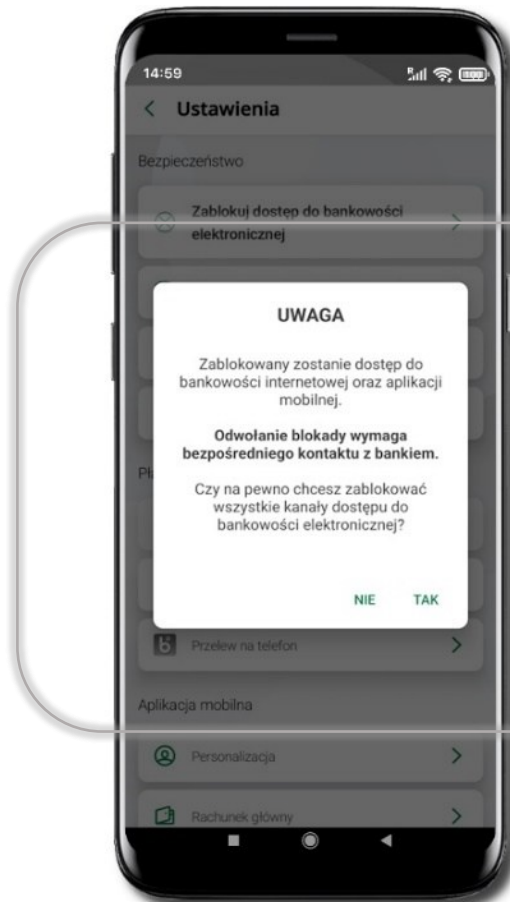 14:59
Ustawienia
Bezpieczeństwo
Zablokuj dostęp do bankowości
elektronicznej
UWAGA
Zablokowany zostanie dostęp do
bankowości internetowej oraz aplikacji
mobilnej.
Odwołanie blokady wymaga
bezpośredniego kontaktu z bankiem.
Czy na pewno chcesz zablokować
wszystkie kanały dostępu do
bankowości elektronicznej?
NIE TAK
Przelew na telefon
Aplikacja mobilna
Personalizacja
Rachunek główny